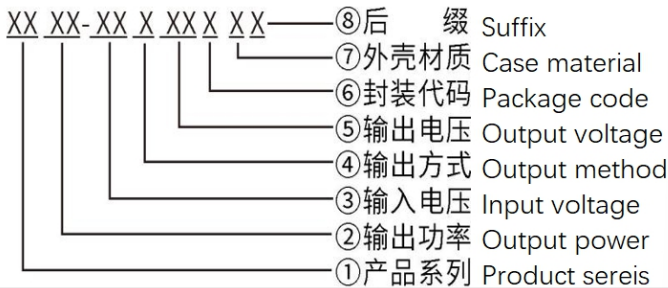 XX XX-XX X XX X X X
⑧后 缀 Suffix
⑦外壳材质 Case material
⑥封装代码 Package code
⑤输出电压 Output voltage
④输出方式 Output method
③输入电压 Input voltage
②输出功率 Output power
①产品系列 Product sereis